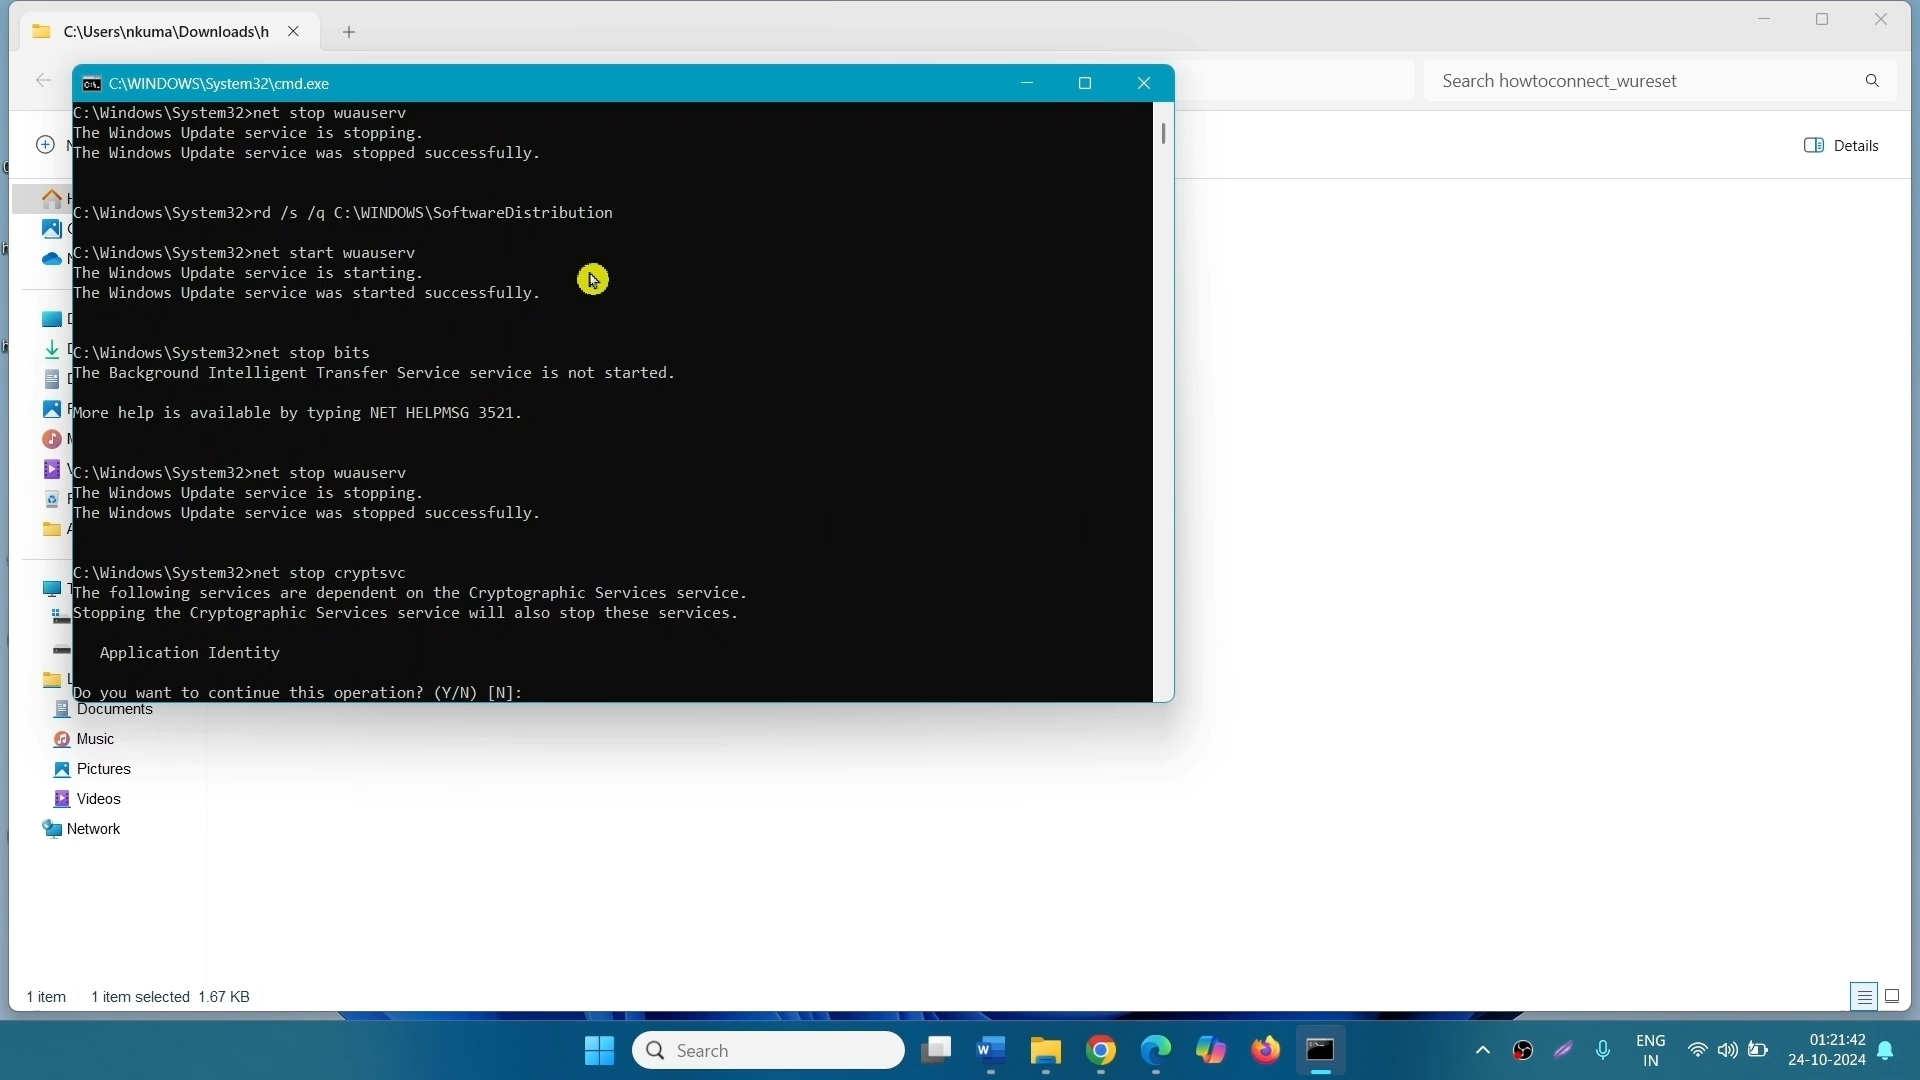 C:\Users\nkuma\Downloads\h
C:\WINDOWS\System32\cmd.exe
Search howtoconnect_wureset
Details
C:\Windows\System32>net stop wuauserv
The Windows Update service is stopping.
The Windows Update service was stopped successfully.
C:\Windows\System32>rd /s /q C:\WINDOWS\SoftwareDistribution
C:\Windows\System32>net start wuauserv
The Windows Update service is starting.
The Windows Update service was started successfully.
C:\Windows\System32>net stop bits
The Background Intelligent Transfer Service service is not started.
More help is available by typing NET HELPMSG 3521.
C:\Windows\System32>net stop wuauserv
The Windows Update service is stopping.
The Windows Update service was stopped successfully.
C:\Windows\System32>net stop cryptsvc
The following services are dependent on the Cryptographic Services service.
Stopping the Cryptographic Services service will also stop these services.
Application Identity
Do you want to continue this operation? (Y/N) [N]:
Documents
Music
Pictures
Videos
Network
1 item 1 item selected 1.67 KB
Search
ENG
IN
01:21:42
24-10-2024